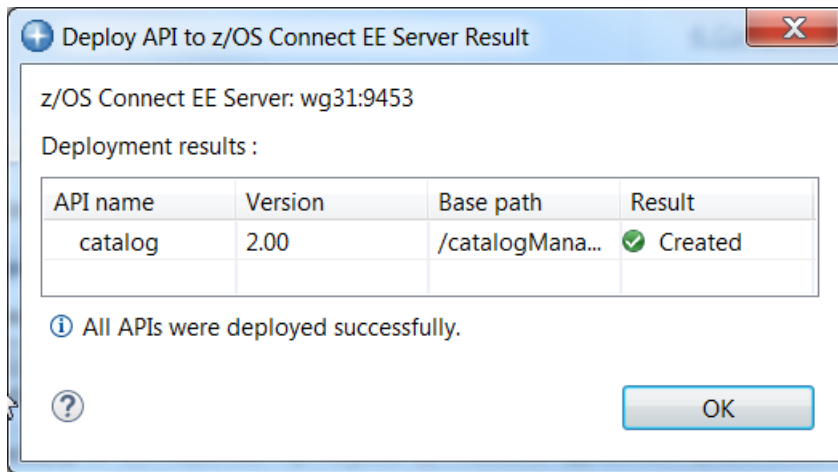 Deploy API to z/OS Connect EE Server Result
X
z/OS Connect EE Server: wg31:9453
Deployment results :
API name Version Base path Result
catalog 2.00 /catalogMana... Created
All APIs were deployed successfully.
OK